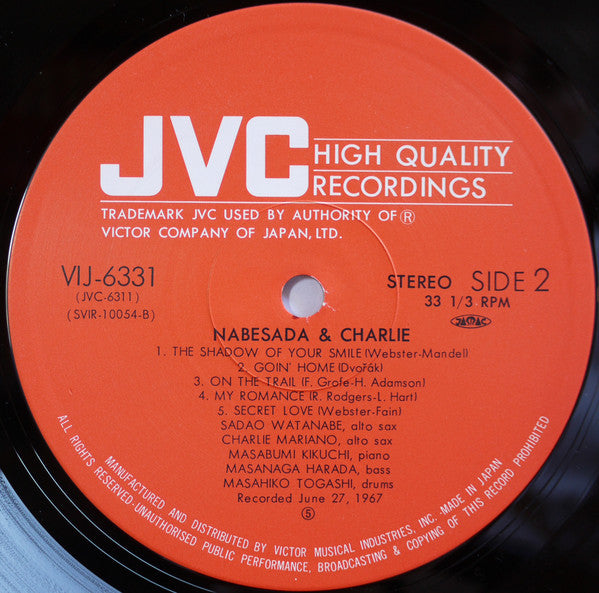 JVC
HIGH QUALITY
RECORDINGS
TRADEMARK JVC USED BY AUTHORITY OF ®
VICTOR COMPANY OF JAPAN, LTD.
VIJ-6331
(JVC-6311)
(SVIR-10054-B)
STEREO SIDE 2
33 1/3 RPM
JASRAC
NABESADA & CHARLIE
1. THE SHADOW OF YOUR SMILE (Webster-Mandel)
2. GOIN' HOME (Dvořák)
3. ON THE TRAIL (F. Grofe-H. Adamson)
4. MY ROMANCE (R. Rodgers-L. Hart)
5. SECRET LOVE (Webster-Fain)
SADAO WATANABE, alto sax
CHARLIE MARIANO, alto sax
MASABUMI KIKUCHI, piano
MASANAGA HARADA, bass
MASAHIKO TOGASHI, drums
Recorded June 27, 1967
⑤
MANUFACTURED AND DISTRIBUTED BY VICTOR MUSICAL INDUSTRIES, INC. MADE IN JAPAN
ALL RIGHTS RESERVED-UNAUTHORISED PUBLIC PERFORMANCE, BROADCASTING & COPYING OF THIS RECORD PROHIBITED